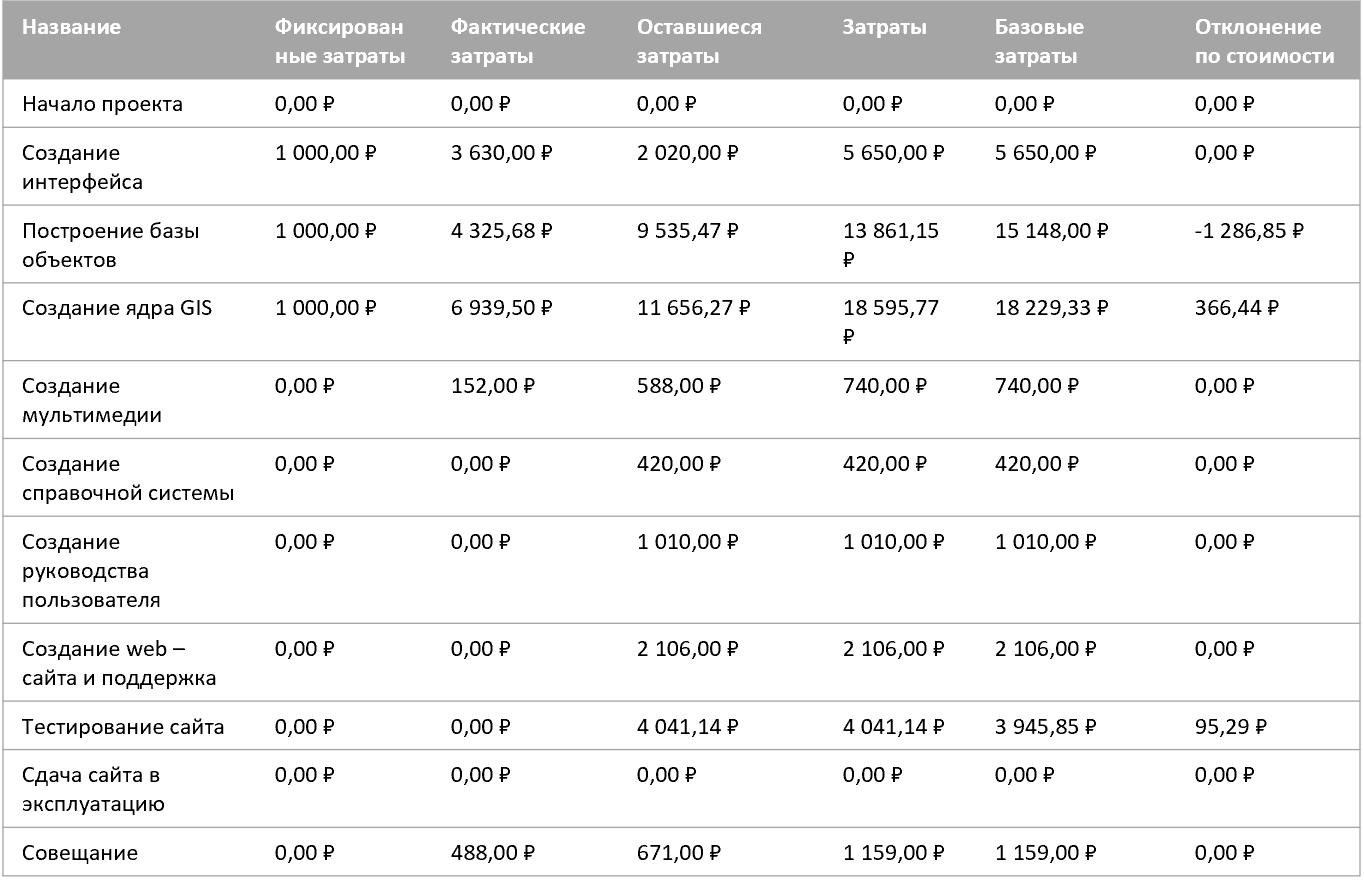 Название Фиксирован Фактические Оставшиеся Затраты Базовые Отклонение
ные затраты затраты затраты затраты по стоимости
Начало проекта 0,00 ₽ 0,00 ₽ 0,00 ₽ 0,00 ₽ 0,00 ₽ 0,00 ₽
Создание 1 000,00 ₽ 3 630,00 ₽ 2 020,00 ₽ 5 650,00 ₽ 5 650,00 ₽ 0,00 ₽
интерфейса
Построение базы 1 000,00 ₽ 4 325,68 ₽ 9 535,47 ₽ 13 861,15 15 148,00 ₽ -1 286,85 ₽
объектов ₽
Создание ядра GIS 1 000,00 ₽ 6 939,50 ₽ 11 656,27 ₽ 18 595,77 18 229,33 ₽ 366,44 ₽
₽
Создание 0,00 ₽ 152,00 ₽ 588,00 ₽ 740,00 ₽ 740,00 ₽ 0,00 ₽
мультимедии
Создание 0,00 ₽ 0,00 ₽ 420,00 ₽ 420,00 ₽ 420,00 ₽ 0,00 ₽
справочной системы
Создание 0,00 ₽ 0,00 ₽ 1 010,00 ₽ 1 010,00 ₽ 1 010,00 ₽ 0,00 ₽
руководства
пользователя
Создание web – 0,00 ₽ 0,00 ₽ 2 106,00 ₽ 2 106,00 ₽ 2 106,00 ₽ 0,00 ₽
сайта и поддержка
Тестирование сайта 0,00 ₽ 0,00 ₽ 4 041,14 ₽ 4 041,14 ₽ 3 945,85 ₽ 95,29 ₽
Сдача сайта в 0,00 ₽ 0,00 ₽ 0,00 ₽ 0,00 ₽ 0,00 ₽ 0,00 ₽
эксплуатацию
Совещание 0,00 ₽ 488,00 ₽ 671,00 ₽ 1 159,00 ₽ 1 159,00 ₽ 0,00 ₽